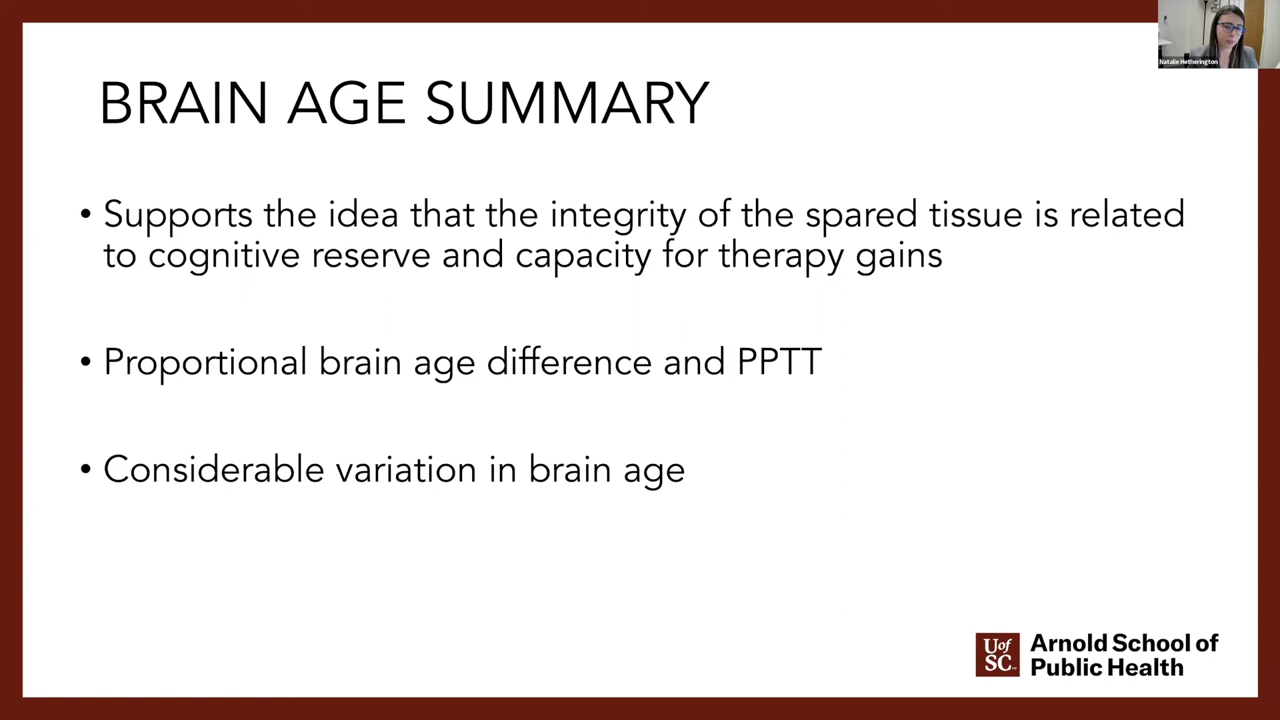 Natalie Hetherington
BRAIN AGE SUMMARY
• Supports the idea that the integrity of the spared tissue is related
to cognitive reserve and capacity for therapy gains
• Proportional brain age difference and PPTT
• Considerable variation in brain age
UofSC
Arnold School of
Public Health